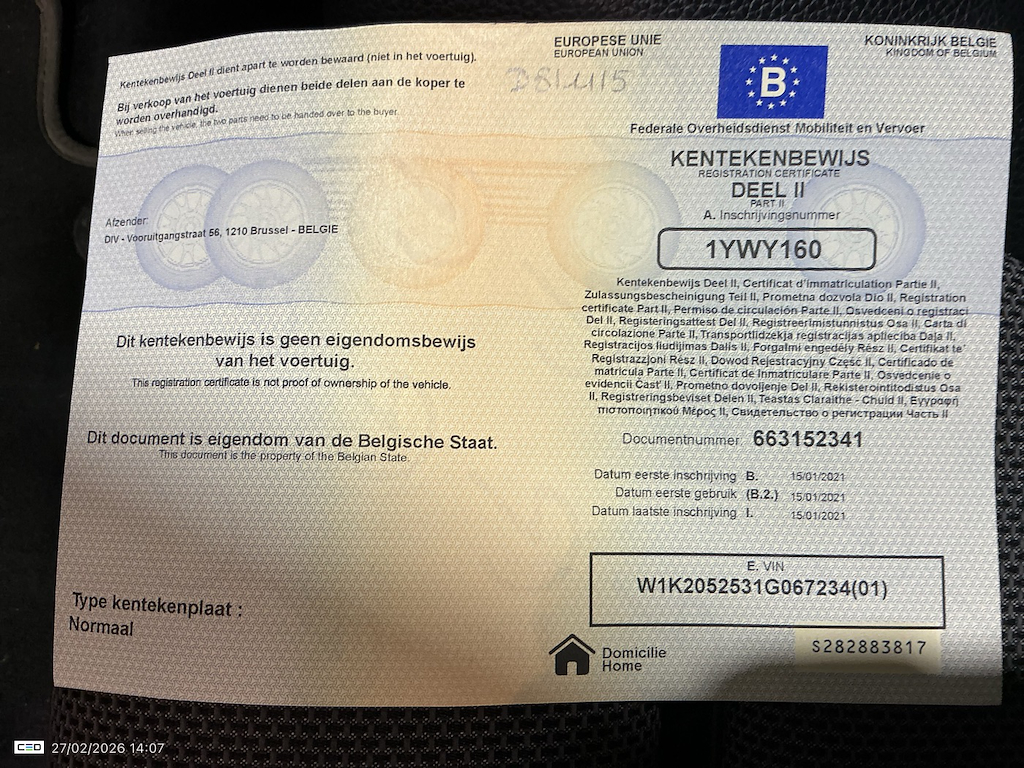 Kentekenbewijs Deel II dient apart te worden bewaard (niet in het voertuig).
Bij verkoop van het voertuig dienen beide delen aan de koper te
worden overhandigd.
When selling the vehicle, the two parts need to be handed over to the buyer
Afzender:
DIV - Vooruitgangstraat 56, 1210 Brussel - BELGIE
Dit kentekenbewijs is geen eigendomsbewijs
van het voertuig.
This registration certificate is not proof of ownership of the vehicle.
Dit document is eigendom van de Belgische Staat.
This document is the property of the Belgian State.
Type kentekenplaat :
Normaal
EUROPESE UNIE
EUROPEAN UNION
KONINKRIJK BELGIE
KINGDOM OF BELGIUM
B
Federale Overheidsdienst Mobiliteit en Vervoer
KENTEKENBEWIJS
REGISTRATION CERTIFICATE
DEEL II
PART II
A. Inschrijvingsnummer
1YWY160
Kentekenbewijs Deel II, Certificat d'immatriculation Partie II,
Zulassungsbescheinigung Teil II, Prometna dozvola Dio II, Registration
certificate Part II, Permiso de circulación Parte II, Osvedceni o registraci
Del II, Registeringsattest Del II, Registreerimistunnistus Osa II, Carta di
circolazione Parte II, Transportlidzekja registracijas aplieciba Daja II,
Registracijos liudijimas Dalis II, Forgalmi engedély Rész II, Certifikat te'
Registrazzjoni Rész II, Dowod Rejestracyjny Część II, Certificado de
matricula Parte II, Certificat de Inmatriculare Parte II, Osvedcenie o
evidencii Cast' II, Prometno dovoljenje Del II, Rekisterointitodistus Osa
II, Registreringsbeviset Delen II, Teastas Claraithe - Chuid II, Εγγραφή
πιστοποιητικού Μέρος II, Свидетельство о регистрации Часть II
Documentnummer 663152341
Datum eerste inschrijving B. 15/01/2021
Datum eerste gebruik (B.2.) 15/01/2021
Datum laatste inschrijving I. 15/01/2021
E. VIN
W1K2052531G067234(01)
Domicilie
Home
S282883817
CEO 27/02/2026 14:07